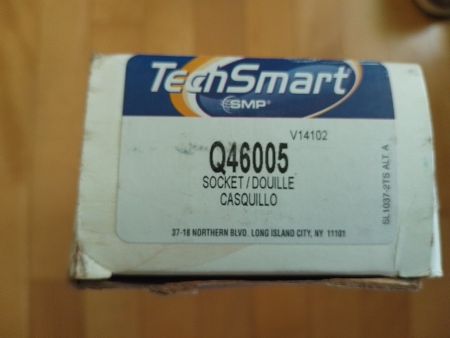 TechSmart
SMP®
V14102
Q46005
SOCKET / DOUILLE
CASQUILLO
37-18 NORTHERN BLVD. LONG ISLAND CITY, NY 11101
SL1037-2TS ALT A